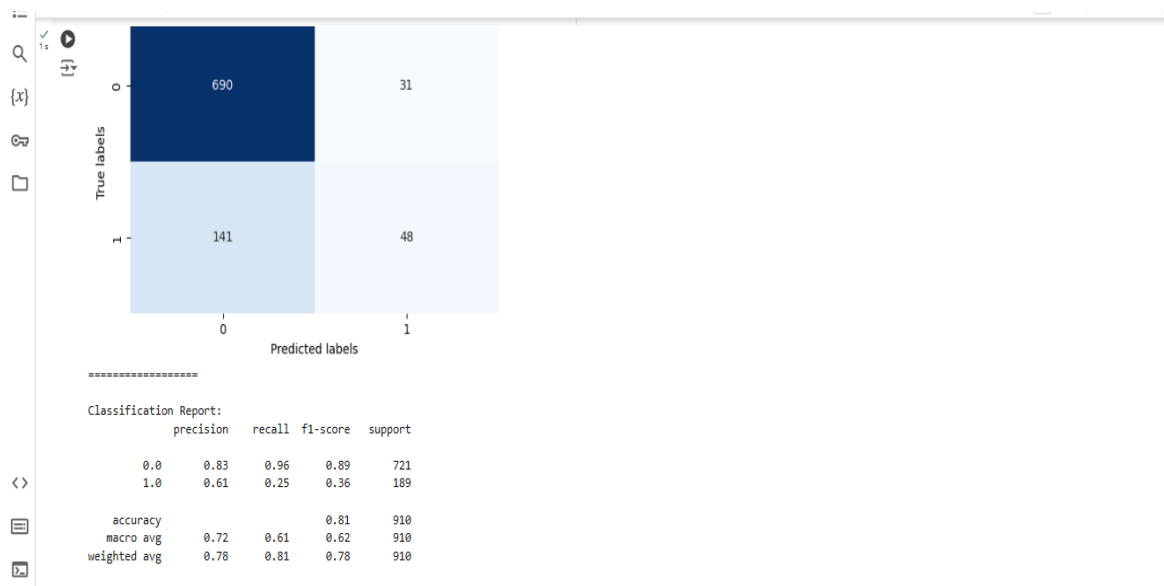 1s
{x}
0
690
31
True labels
1
141
48
0
1
Predicted labels
==================
Classification Report:
precision recall f1-score support
0.0 0.83 0.96 0.89 721
1.0 0.61 0.25 0.36 189
accuracy 0.81 910
macro avg 0.72 0.61 0.62 910
weighted avg 0.78 0.81 0.78 910